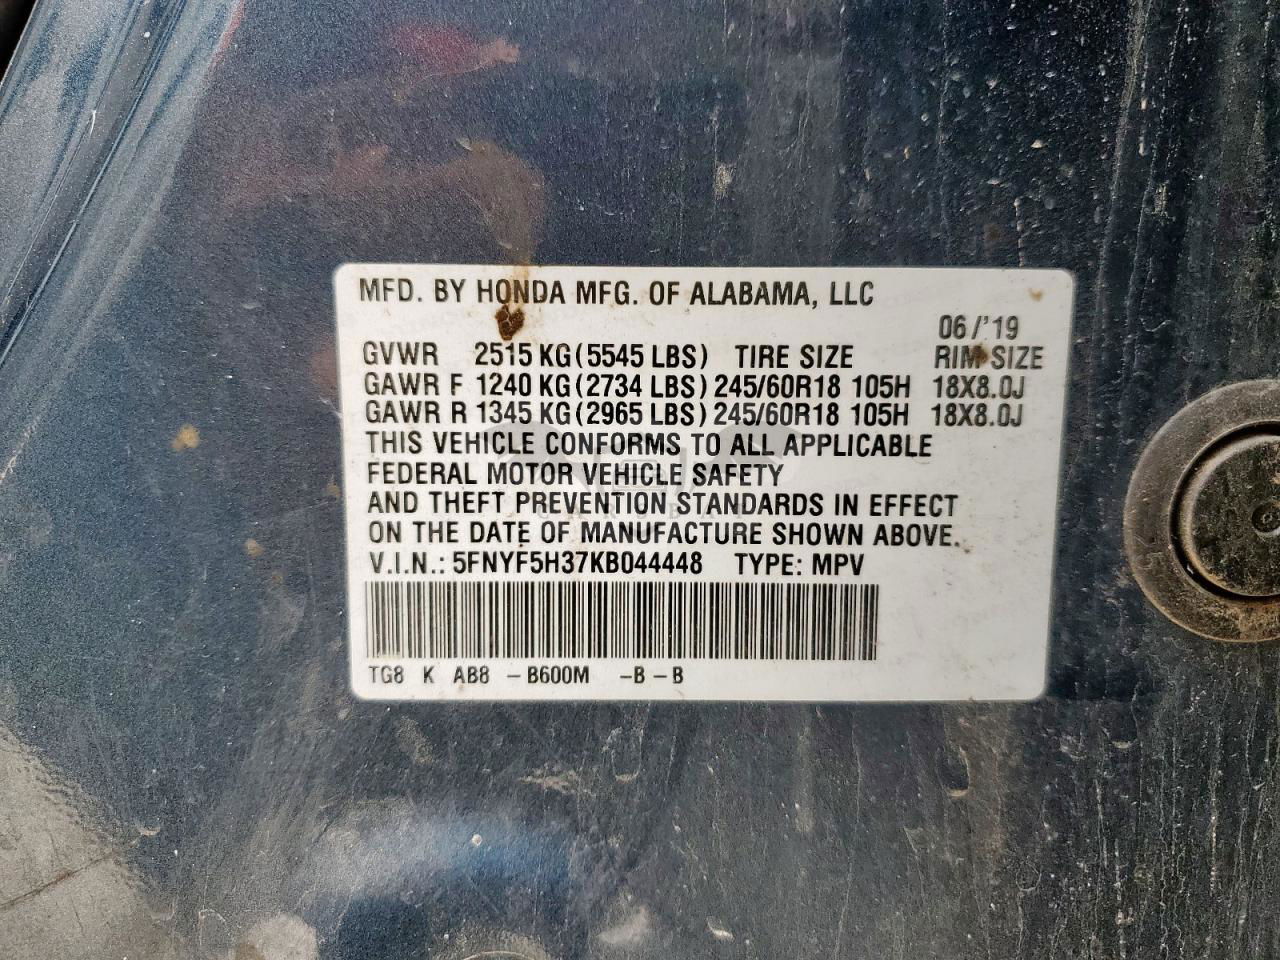 MFD. BY HONDA MFG. OF ALABAMA, LLC
06/'19
GVWR 2515 KG(5545 LBS) TIRE SIZE RIM SIZE
GAWR F 1240 KG(2734 LBS) 245/60R18 105H 18X8.0J
GAWR R 1345 KG(2965 LBS) 245/60R18 105H 18X8.0J
THIS VEHICLE CONFORMS TO ALL APPLICABLE
FEDERAL MOTOR VEHICLE SAFETY
AND THEFT PREVENTION STANDARDS IN EFFECT
ON THE DATE OF MANUFACTURE SHOWN ABOVE.
V.I.N.: 5FNYF5H37KB044448 TYPE: MPV
TG8 K AB8 -B600M -B-B